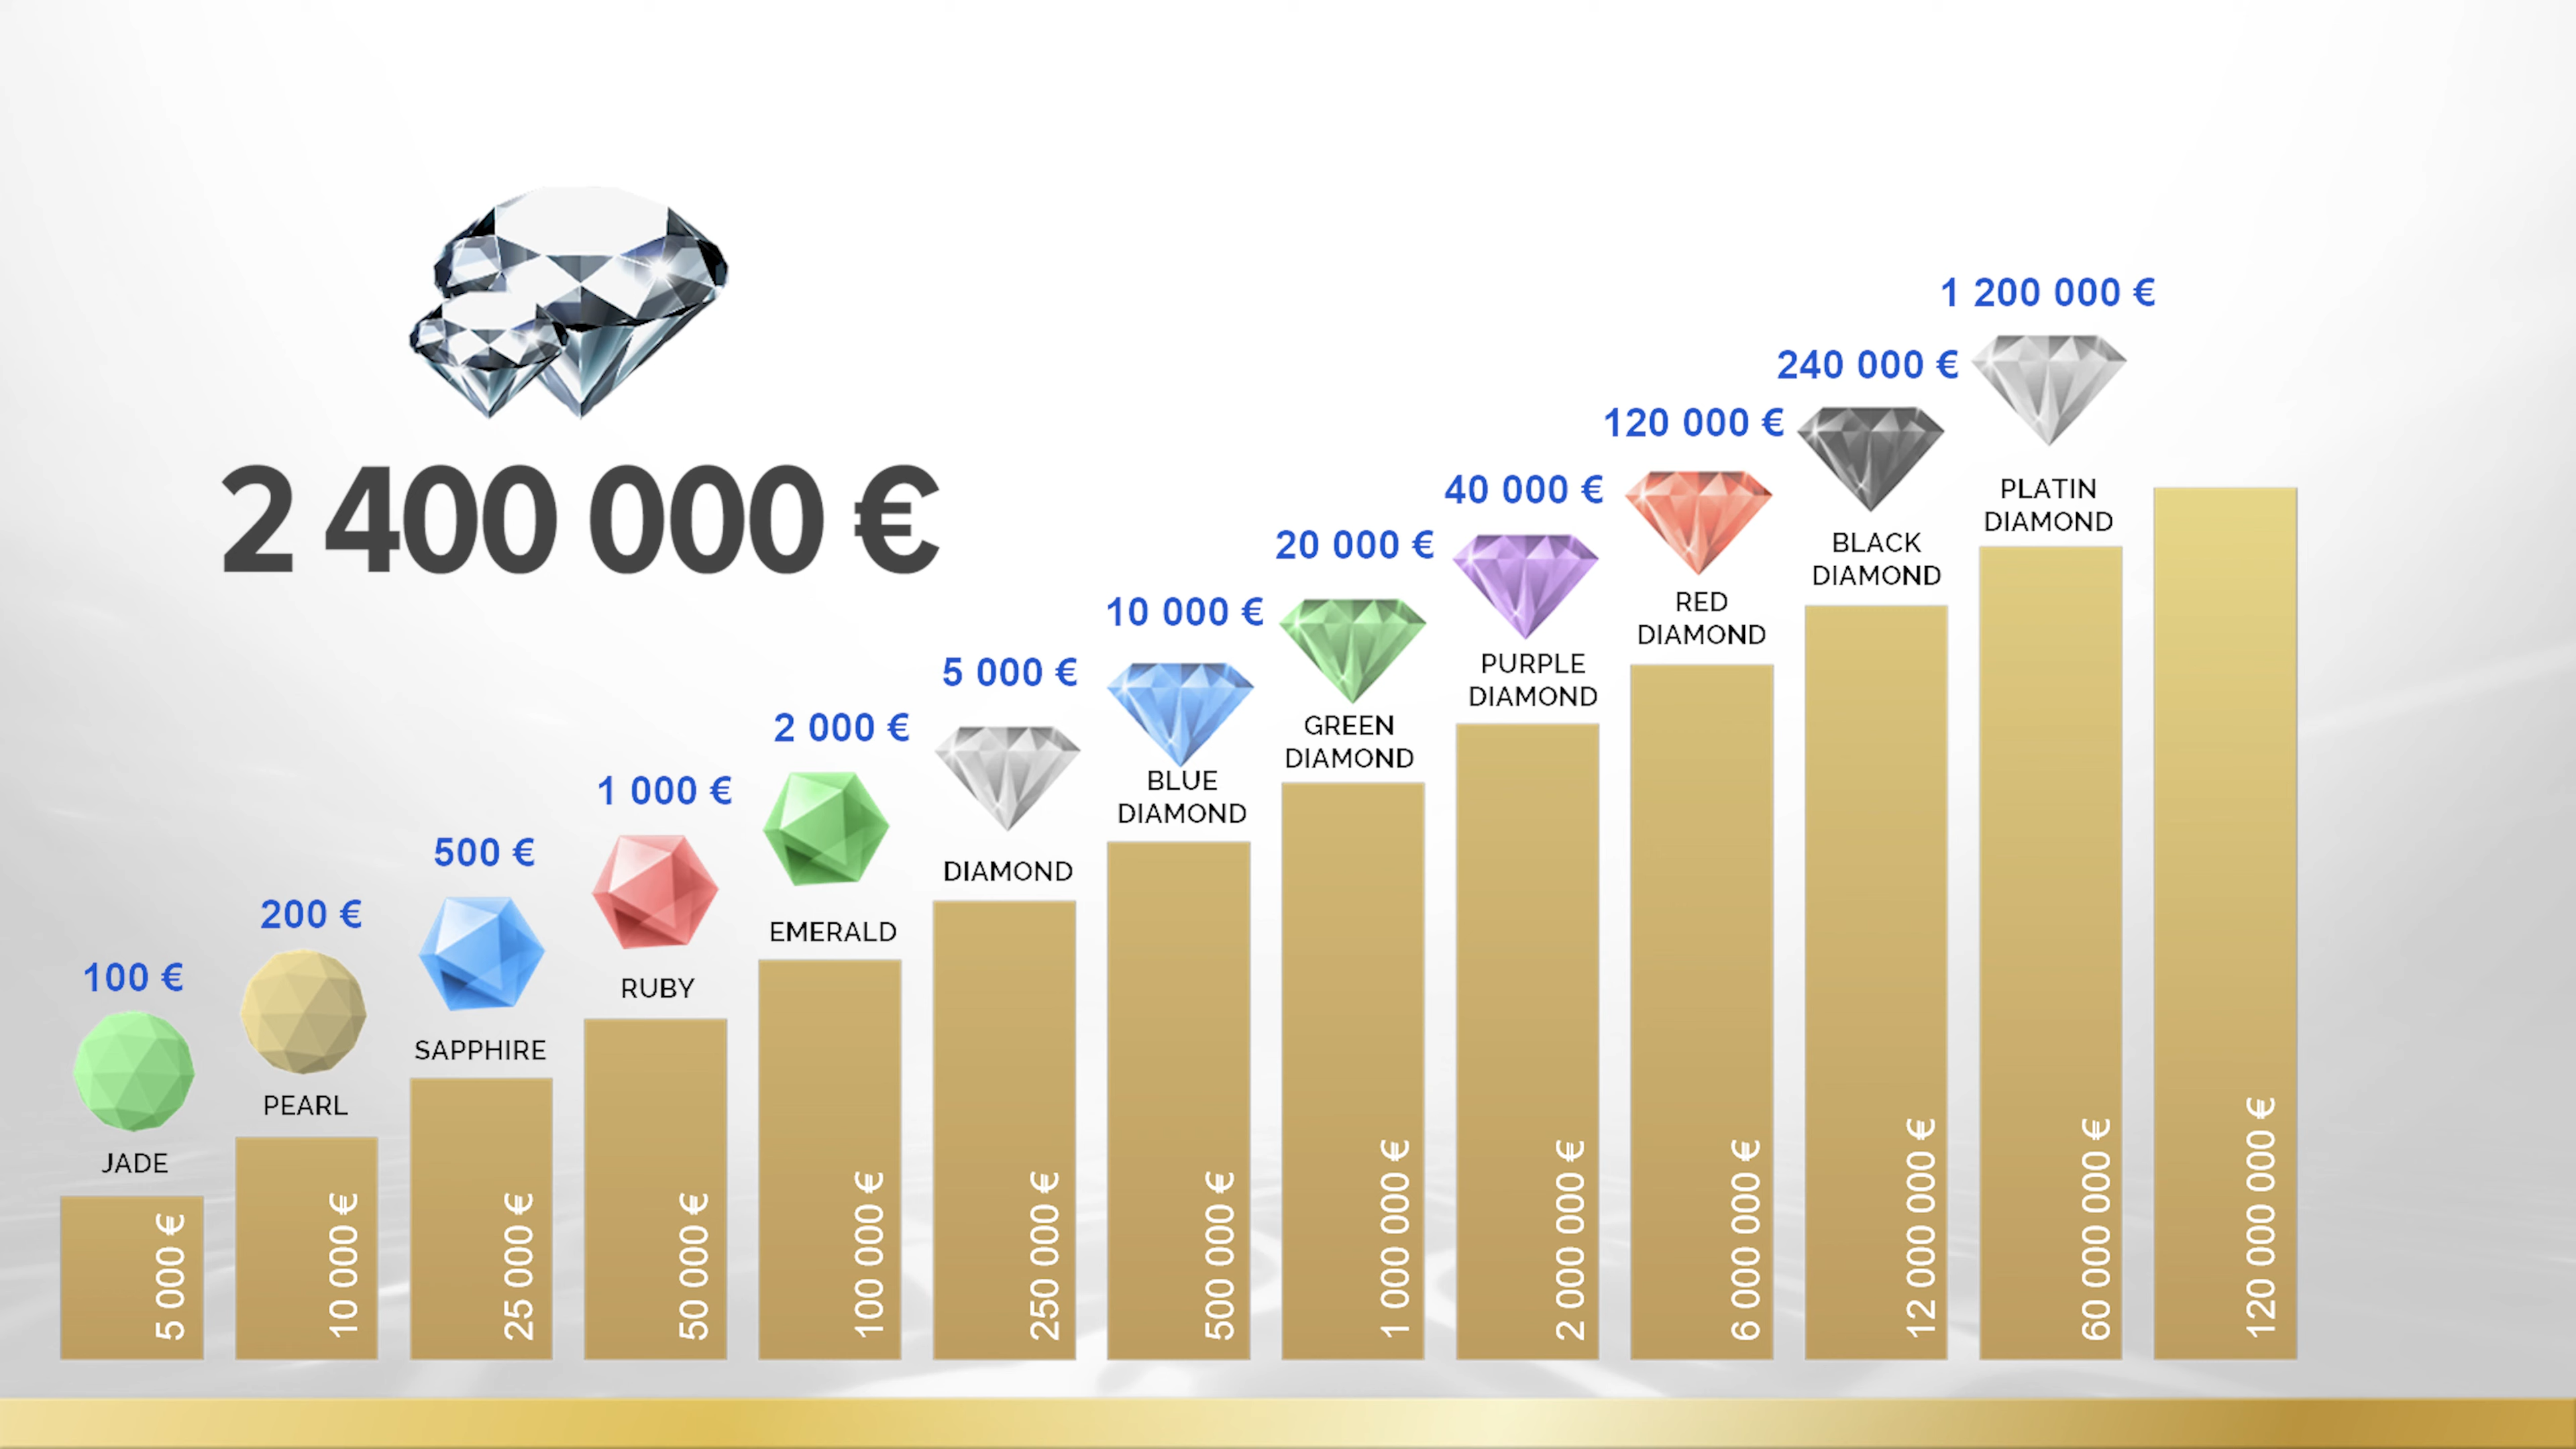 2 400 000 €
100 €
JADE
5 000 €
200 €
PEARL
10 000 €
500 €
SAPPHIRE
25 000 €
1 000 €
RUBY
50 000 €
2 000 €
EMERALD
100 000 €
5 000 €
DIAMOND
250 000 €
10 000 €
BLUE
DIAMOND
500 000 €
20 000 €
GREEN
DIAMOND
1 000 000 €
40 000 €
PURPLE
DIAMOND
2 000 000 €
120 000 €
RED
DIAMOND
6 000 000 €
240 000 €
BLACK
DIAMOND
12 000 000 €
1 200 000 €
PLATIN
DIAMOND
60 000 000 €
120 000 000 €